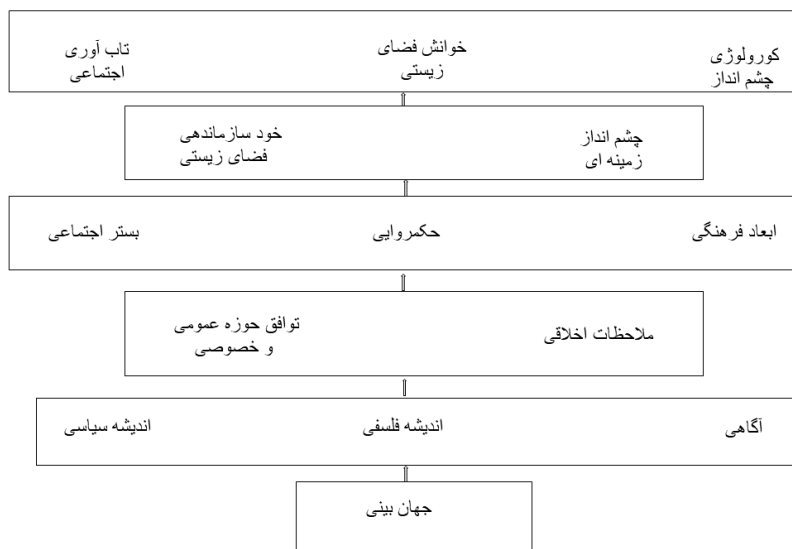 کورولوژی
چشم انداز
خوانش فضای
زیستی
تاب آوری
اجتماعی
چشم انداز
زمینه ای
خود سازماندهی
فضای زیستی
ابعاد فرهنگی
حکمروایی
بستر اجتماعی
ملاحظات اخلاقی
توافق حوزه عمومی
و خصوصی
آگاهی
اندیشه فلسفی
اندیشه سیاسی
جهان بینی